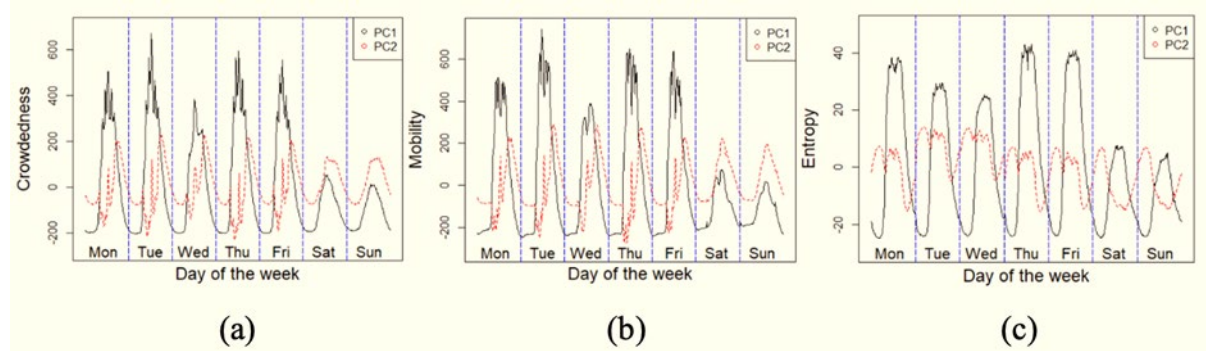 Crowdedness
600
400
200
0
-200
PC1
PC2
Mon Tue Wed Thu Fri Sat Sun
Day of the week
(a)
Mobility
600
400
200
0
-200
PC1
PC2
Mon Tue Wed Thu Fri Sat Sun
Day of the week
(b)
Entropy
40
20
0
-20
PC1
PC2
Mon Tue Wed Thu Fri Sat Sun
Day of the week
(c)